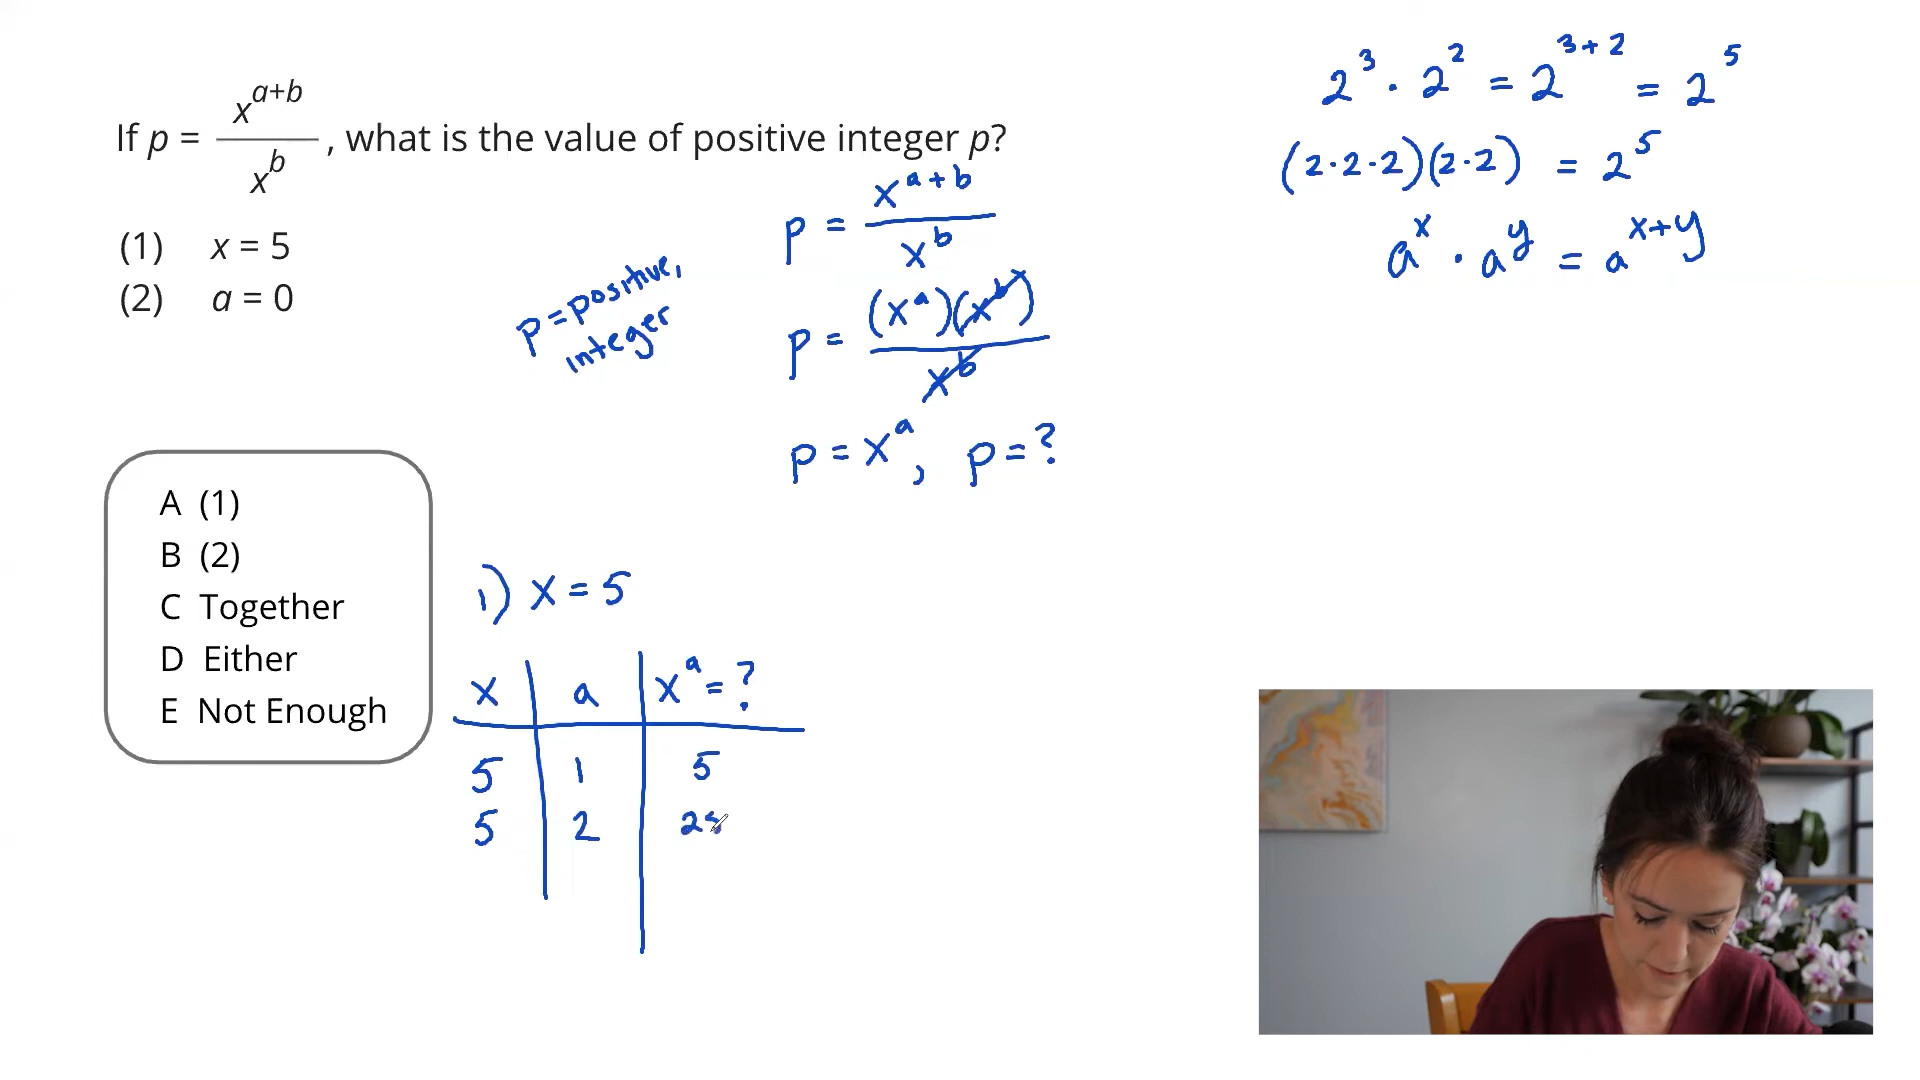 If p = x^(a+b) / x^b , what is the value of positive integer p?
(1) x = 5
(2) a = 0
p = positive,
integer
p = x^(a+b) / x^b
p = (x^a)(x^b) / x^b
p = x^a, p = ?
2^3 · 2^2 = 2^(3+2) = 2^5
(2·2·2)(2·2) = 2^5
a^x · a^y = a^(x+y)
A (1)
B (2)
C Together
D Either
E Not Enough
1) x = 5
x a x^a = ?
5 1 5
5 2 25